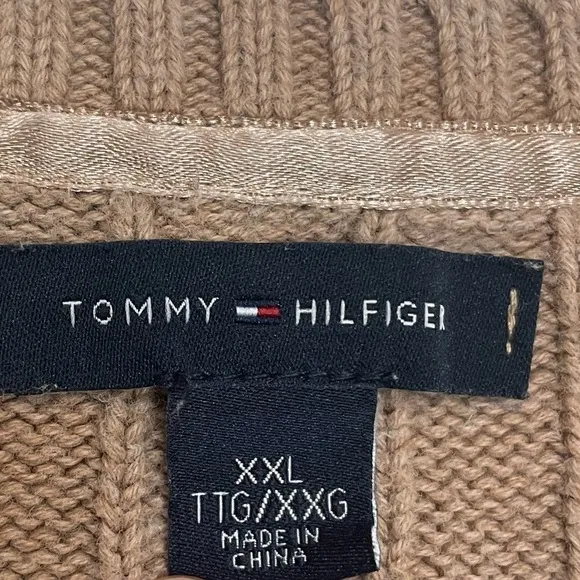 TOMMY HILFIGER
XXL
TTG/XXG
MADE IN
CHINA